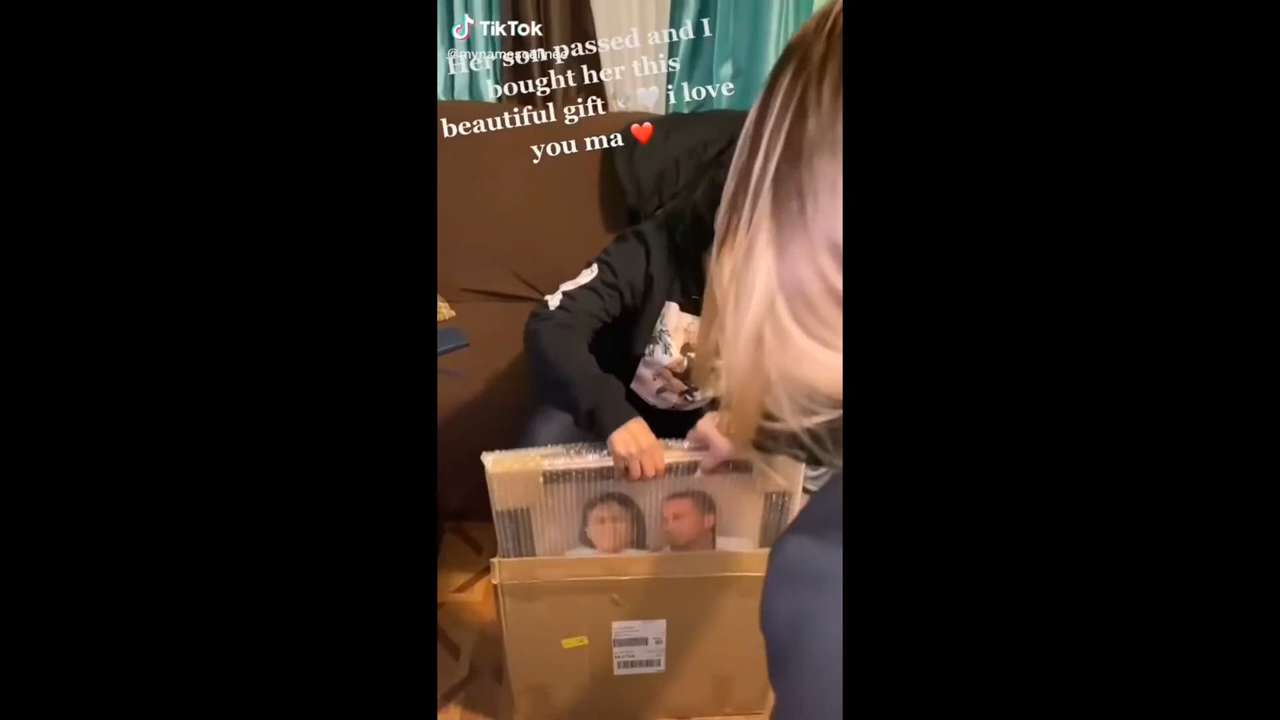 TikTok
Her son passed and I
bought her this
beautiful gift 🕊🤍 i love
you ma ❤️